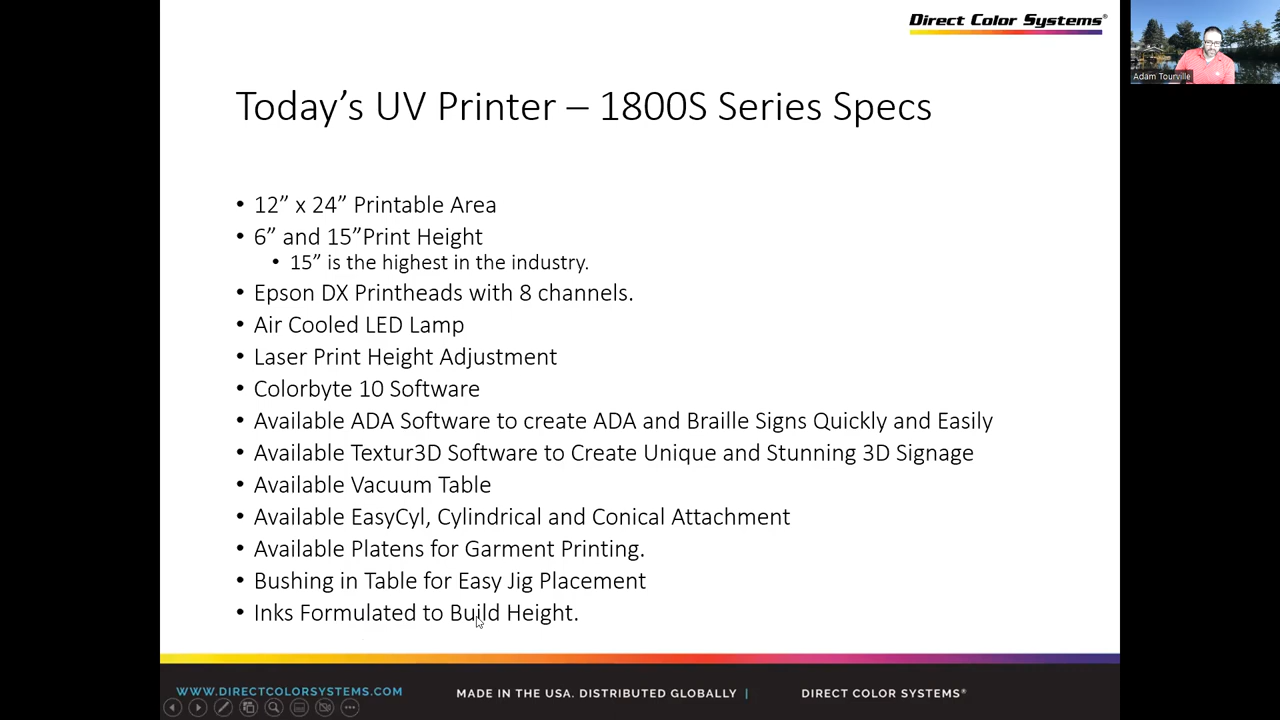 Direct Color Systems®
Adam Tourville
Today’s UV Printer – 1800S Series Specs
• 12” x 24” Printable Area
• 6” and 15”Print Height
• 15” is the highest in the industry.
• Epson DX Printheads with 8 channels.
• Air Cooled LED Lamp
• Laser Print Height Adjustment
• Colorbyte 10 Software
• Available ADA Software to create ADA and Braille Signs Quickly and Easily
• Available Textur3D Software to Create Unique and Stunning 3D Signage
• Available Vacuum Table
• Available EasyCyl, Cylindrical and Conical Attachment
• Available Platens for Garment Printing.
• Bushing in Table for Easy Jig Placement
• Inks Formulated to Build Height.
WWW.DIRECTCOLORSYSTEMS.COM MADE IN THE USA. DISTRIBUTED GLOBALLY | DIRECT COLOR SYSTEMS®